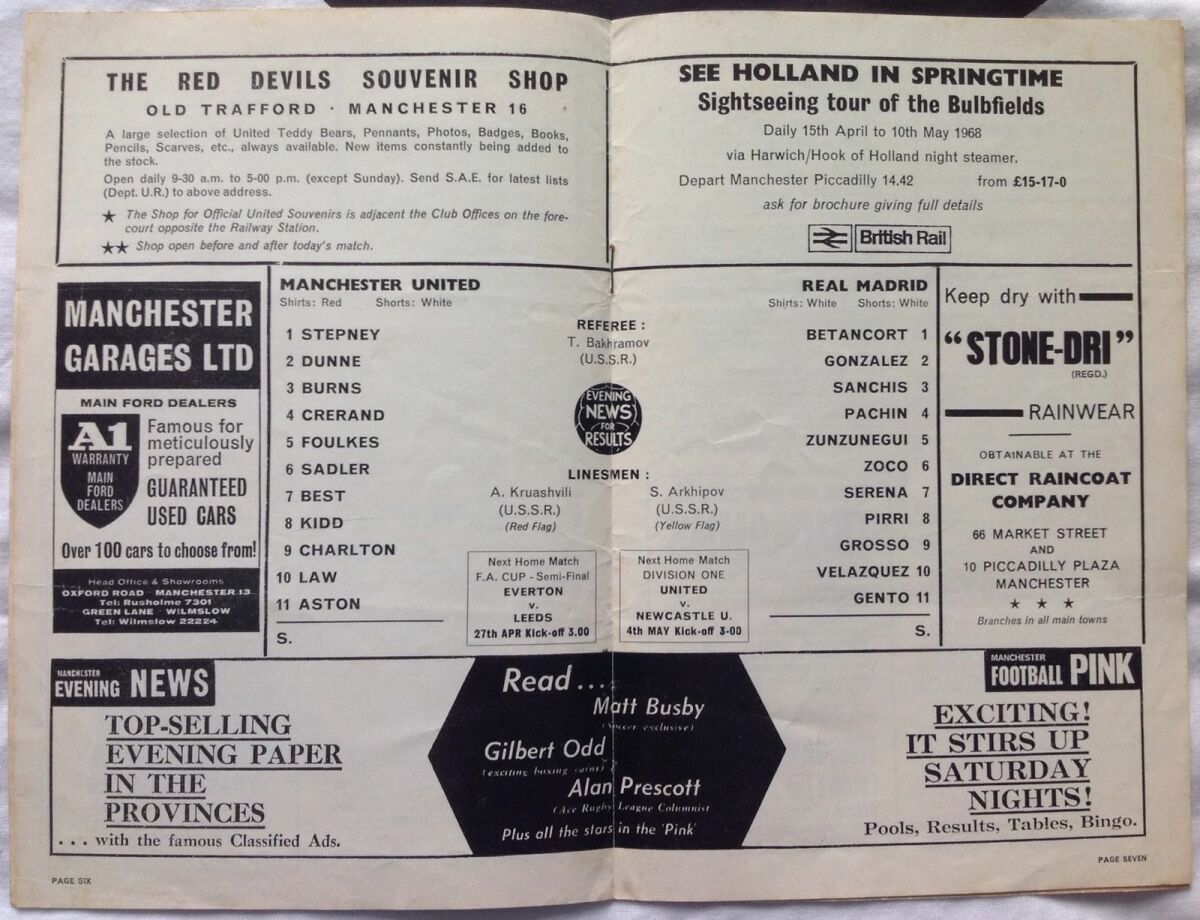 THE RED DEVILS SOUVENIR SHOP
OLD TRAFFORD · MANCHESTER 16
A large selection of United Teddy Bears, Pennants, Photos, Badges, Books,
Pencils, Scarves, etc., always available. New items constantly being added to
the stock.
Open daily 9-30 a.m. to 5-00 p.m. (except Sunday). Send S.A.E. for latest lists
(Dept. U.R.) to above address.
★ The Shop for Official United Souvenirs is adjacent the Club Offices on the fore-
court opposite the Railway Station.
★★ Shop open before and after today's match.
SEE HOLLAND IN SPRINGTIME
Sightseeing tour of the Bulbfields
Daily 15th April to 10th May 1968
via Harwich/Hook of Holland night steamer.
Depart Manchester Piccadilly 14.42 from £15-17-0
ask for brochure giving full details
British Rail
MANCHESTER
GARAGES LTD
MAIN FORD DEALERS
A1
WARRANTY
MAIN
FORD
DEALERS
Famous for
meticulously
prepared
GUARANTEED
USED CARS
Over 100 cars to choose from!
Head Office & Showrooms
OXFORD ROAD · MANCHESTER 13
Tel: Rusholme 7301
GREEN LANE · WILMSLOW
Tel: Wilmslow 22224
MANCHESTER UNITED
Shirts: Red Shorts: White
1 STEPNEY
2 DUNNE
3 BURNS
4 CRERAND
5 FOULKES
6 SADLER
7 BEST
8 KIDD
9 CHARLTON
10 LAW
11 ASTON
S.
REFEREE :
T. Bakhramov
(U.S.S.R.)
EVENING
NEWS
FOR
RESULTS
LINESMEN :
A. Kruashvili
(U.S.S.R.)
(Red Flag)
S. Arkhipov
(U.S.S.R.)
(Yellow Flag)
Next Home Match
F.A. CUP - Semi-Final
EVERTON
v.
LEEDS
27th APR Kick-off 3.00
Next Home Match
DIVISION ONE
UNITED
v.
NEWCASTLE U.
4th MAY Kick-off 3-00
REAL MADRID
Shirts: White Shorts: White
BETANCORT 1
GONZALEZ 2
SANCHIS 3
PACHIN 4
ZUNZUNEGUI 5
ZOCO 6
SERENA 7
PIRRI 8
GROSSO 9
VELAZQUEZ 10
GENTO 11
S.
Keep dry with
"STONE-DRI"
(REGD.)
RAINWEAR
OBTAINABLE AT THE
DIRECT RAINCOAT
COMPANY
66 MARKET STREET
AND
10 PICCADILLY PLAZA
MANCHESTER
★ ★ ★
Branches in all main towns
MANCHESTER
EVENING NEWS
TOP-SELLING
EVENING PAPER
IN THE
PROVINCES
. . . with the famous Classified Ads.
Read ...
Matt Busby
(Soccer exclusive)
Gilbert Odd
(exciting boxing yarns)
Alan Prescott
(Ace Rugby League Columnist
Plus all the stars in the 'Pink'
MANCHESTER
FOOTBALL PINK
EXCITING!
IT STIRS UP
SATURDAY
NIGHTS!
Pools, Results, Tables, Bingo.
PAGE SIX
PAGE SEVEN